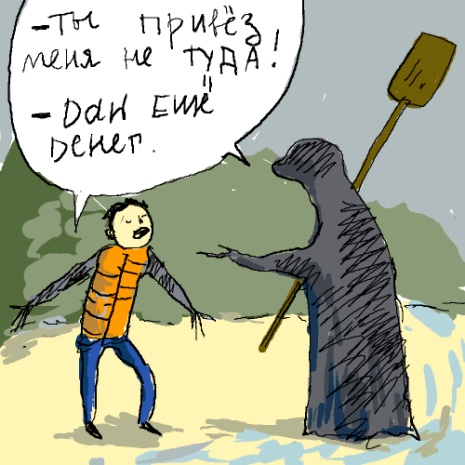 - Ты привёз
меня не туда!
- Дай ещё
денег.